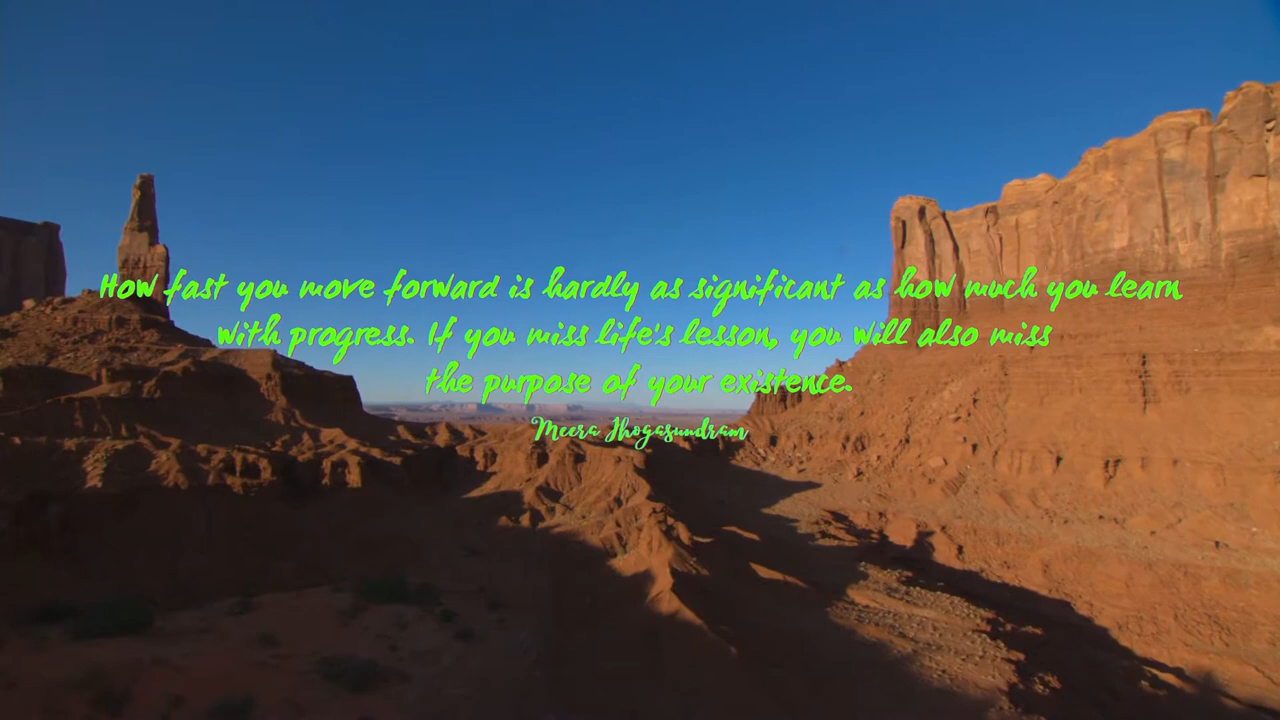 How fast you move forward is hardly as significant as how much you learn
with progress. If you miss life's lesson, you will also miss
the purpose of your existence.
Meera Jhogasundram